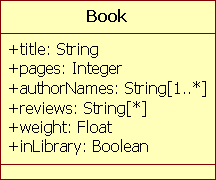 Book
+title: String
+pages: Integer
+authorNames: String[1..*]
+reviews: String[*]
+weight: Float
+inLibrary: Boolean